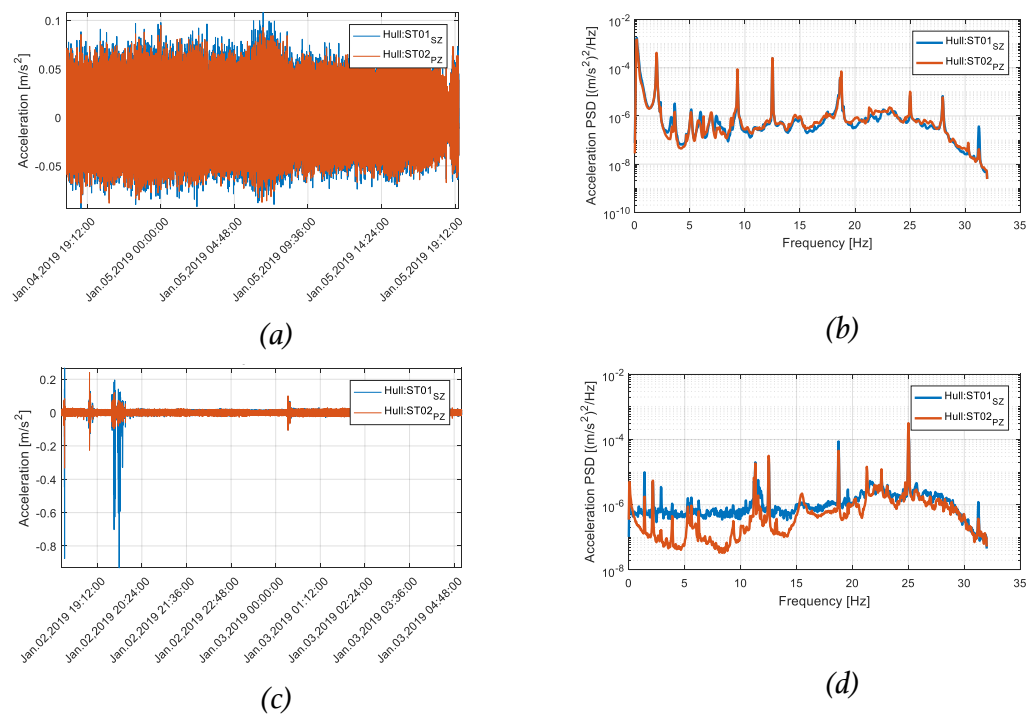 0.1
0.05
0
-0.05
Acceleration [m/s²]
Hull:ST01SZ
Hull:ST02PZ
Jan.04,2019 19:12:00
Jan.05,2019 00:00:00
Jan.05,2019 04:48:00
Jan.05,2019 09:36:00
Jan.05,2019 14:24:00
Jan.05,2019 19:12:00
(a)
10-2
10-4
10-6
10-8
10-10
Acceleration PSD [(m/s²)²/Hz]
Hull:ST01SZ
Hull:ST02PZ
0 5 10 15 20 25 30 35
Frequency [Hz]
(b)
0.2
0
-0.2
-0.4
-0.6
-0.8
Acceleration [m/s²]
Hull:ST01SZ
Hull:ST02PZ
Jan.02,2019 19:12:00
Jan.02,2019 20:24:00
Jan.02,2019 21:36:00
Jan.02,2019 22:48:00
Jan.03,2019 00:00:00
Jan.03,2019 01:12:00
Jan.03,2019 02:24:00
Jan.03,2019 03:36:00
Jan.03,2019 04:48:00
(c)
10-2
10-4
10-6
10-8
Acceleration PSD [(m/s²)²/Hz]
Hull:ST01SZ
Hull:ST02PZ
0 5 10 15 20 25 30 35
Frequency [Hz]
(d)